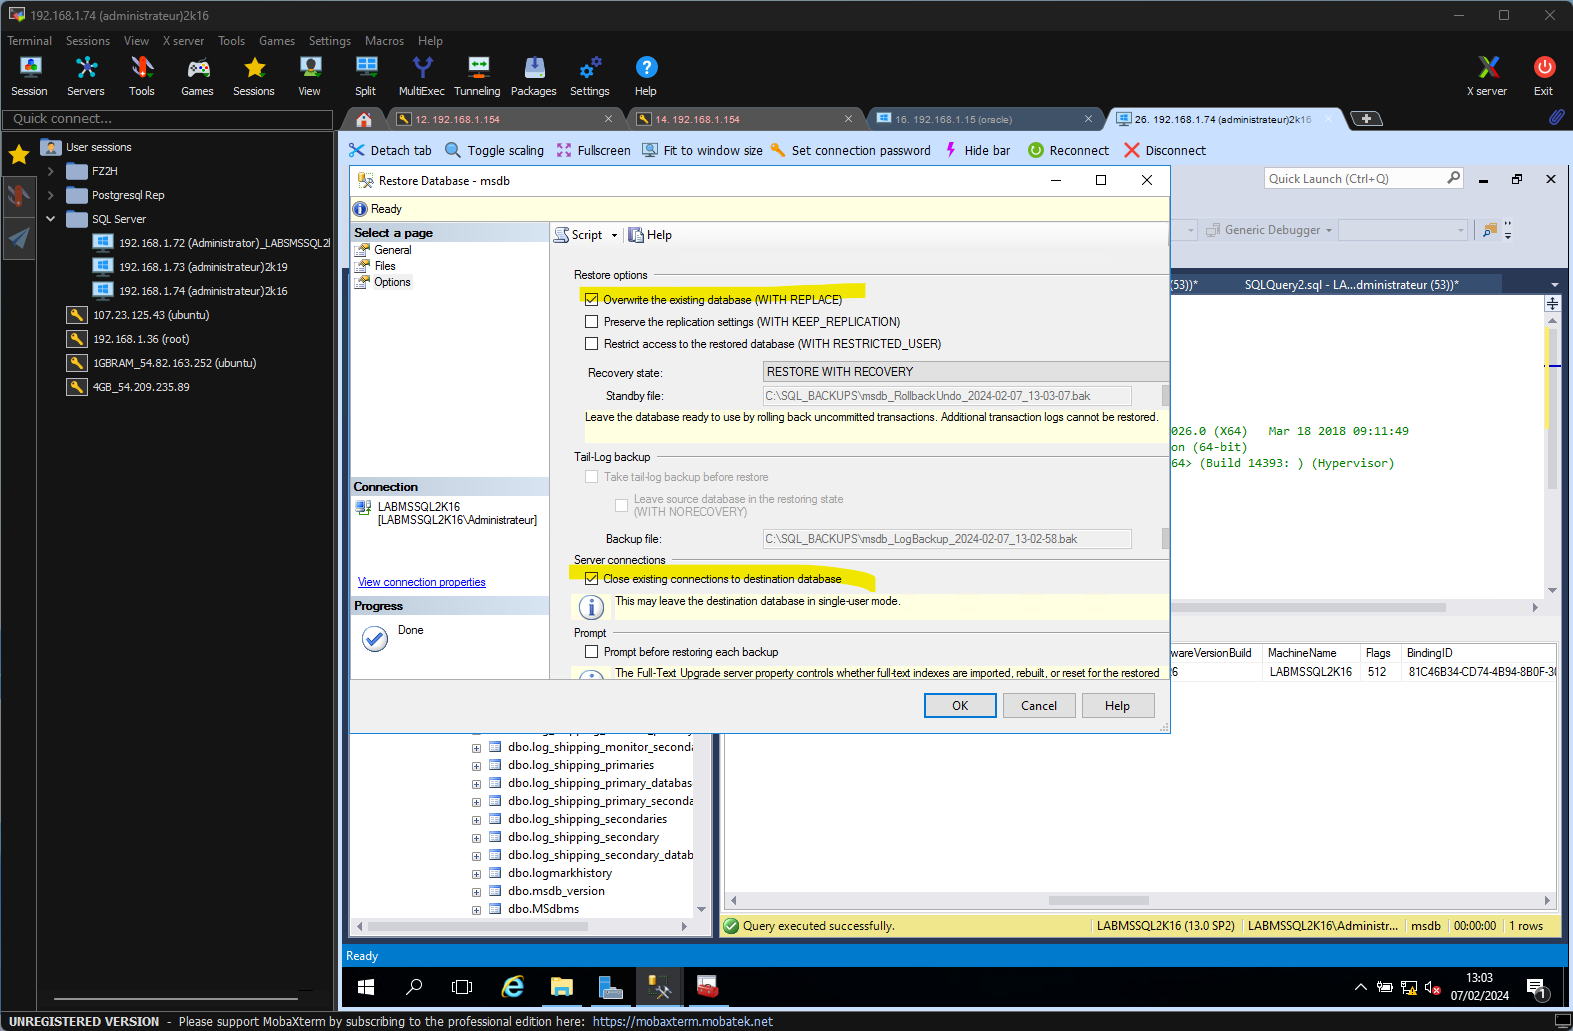 192.168.1.74 (administrateur)2k16
Terminal Sessions View X server Tools Games Settings Macros Help
Session Servers Tools Games Sessions View Split MultiExec Tunneling Packages Settings Help X server Exit
Quick connect...
12. 192.168.1.154
14. 192.168.1.154
16. 192.168.1.15 (oracle)
26. 192.168.1.74 (administrateur)2k16
User sessions
FZ2H
Postgresql Rep
SQL Server
192.168.1.72 (Administrator)_LABSMSSQL2
192.168.1.73 (administrateur)2k19
192.168.1.74 (administrateur)2k16
107.23.125.43 (ubuntu)
192.168.1.36 (root)
1GBRAM_54.82.163.252 (ubuntu)
4GB_54.209.235.89
Detach tab Toggle scaling Fullscreen Fit to window size Set connection password Hide bar Reconnect Disconnect
Restore Database - msdb
Quick Launch (Ctrl+Q)
Ready
Select a page
General
Files
Options
Script Help
Generic Debugger
(53))*
SQLQuery2.sql - LA...dministrateur (53))*
Restore options
Overwrite the existing database (WITH REPLACE)
Preserve the replication settings (WITH KEEP_REPLICATION)
Restrict access to the restored database (WITH RESTRICTED_USER)
Recovery state: RESTORE WITH RECOVERY
Standby file: C:\SQL_BACKUPS\msdb_RollbackUndo_2024-02-07_13-03-07.bak
Leave the database ready to use by rolling back uncommitted transactions. Additional transaction logs cannot be restored.
026.0 (X64) Mar 18 2018 09:11:49
on (64-bit)
64> (Build 14393: ) (Hypervisor)
Tail-Log backup
Take tail-log backup before restore
Leave source database in the restoring state
(WITH NORECOVERY)
Backup file: C:\SQL_BACKUPS\msdb_LogBackup_2024-02-07_13-02-58.bak
Connection
LABMSSQL2K16
[LABMSSQL2K16\Administrateur]
View connection properties
Progress
Done
Server connections
Close existing connections to destination database
This may leave the destination database in single-user mode.
Prompt
Prompt before restoring each backup
The Full-Text Upgrade server property controls whether full-text indexes are imported, rebuilt, or reset for the restored
wareVersionBuild MachineName Flags BindingID
6 LABMSSQL2K16 512 81C46B34-CD74-4B94-8B0F-30
OK Cancel Help
dbo.log_shipping_monitor_seconda
dbo.log_shipping_primaries
dbo.log_shipping_primary_databas
dbo.log_shipping_primary_seconda
dbo.log_shipping_secondaries
dbo.log_shipping_secondary
dbo.log_shipping_secondary_datab
dbo.logmarkhistory
dbo.msdb_version
dbo.MSdbms
Query executed successfully.
LABMSSQL2K16 (13.0 SP2) LABMSSQL2K16\Administr... msdb 00:00:00 1 rows
Ready
13:03
07/02/2024
1
UNREGISTERED VERSION - Please support MobaXterm by subscribing to the professional edition here: https://mobaxterm.mobatek.net